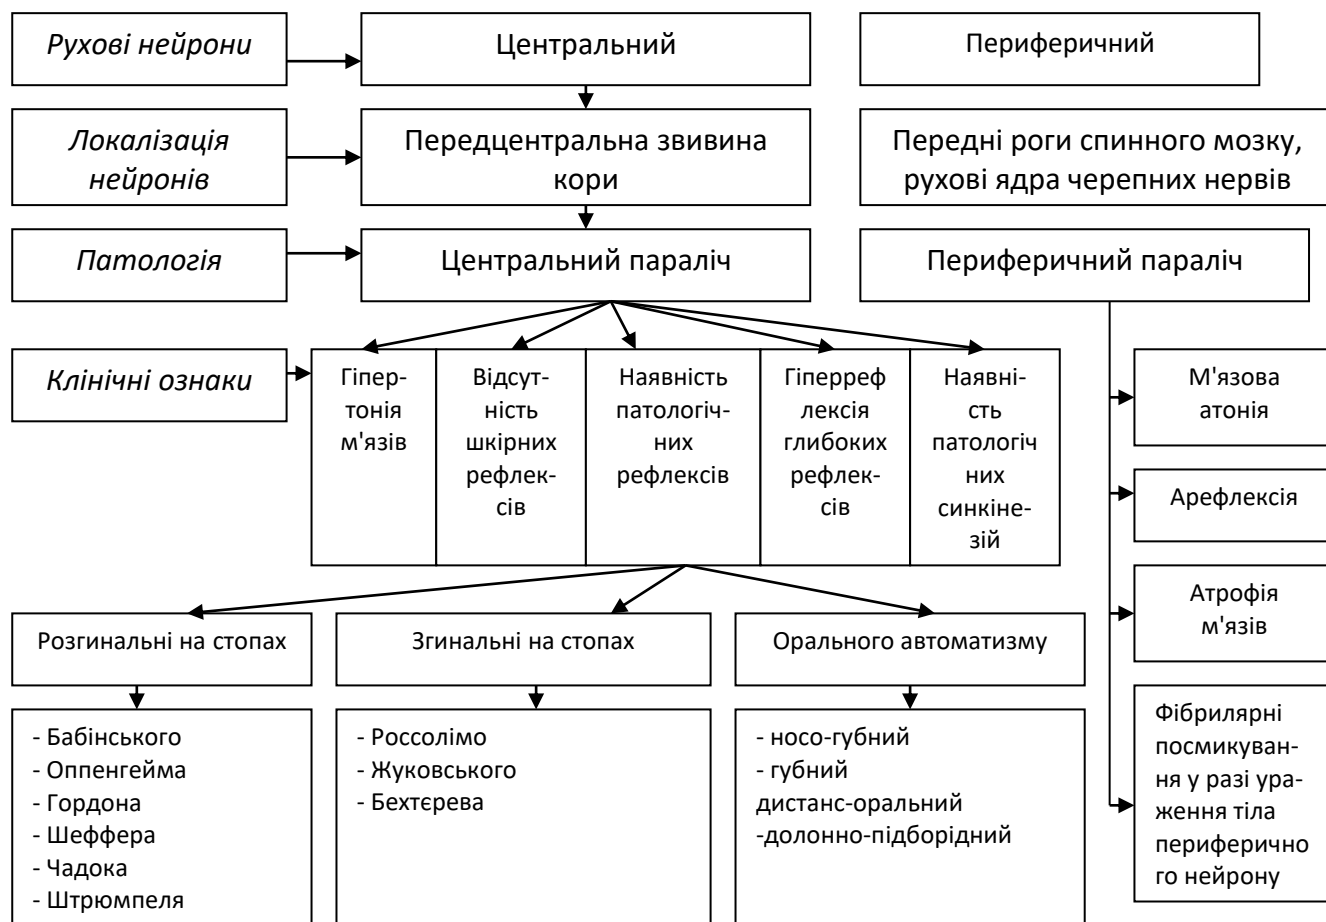 Рухові нейрони
Центральний
Периферичний
Локалізація
нейронів
Передцентральна звивина
кори
Передні роги спинного мозку,
рухові ядра черепних нервів
Патологія
Центральний параліч
Периферичний параліч
Клінічні ознаки
Гіпер-
тонія
м'язів
Відсут-
ність
шкірних
рефлек-
сів
Наявність
патологіч-
них
рефлексів
Гіперреф
лексія
глибоких
рефлек-
сів
Наявні-
сть
патологіч
них
синкіне-
зій
М'язова
атонія
Арефлексія
Атрофія
м'язів
Фібрилярні
посмикуван-
ня у разі ура-
ження тіла
периферично
го нейрону
Розгинальні на стопах
Згинальні на стопах
Орального автоматизму
- Бабінського
- Оппенгейма
- Гордона
- Шеффера
- Чадока
- Штрюмпеля
- Россолімо
- Жуковського
- Бехтєрева
- носо-губний
- губний
дистанс-оральний
-долонно-підборідний